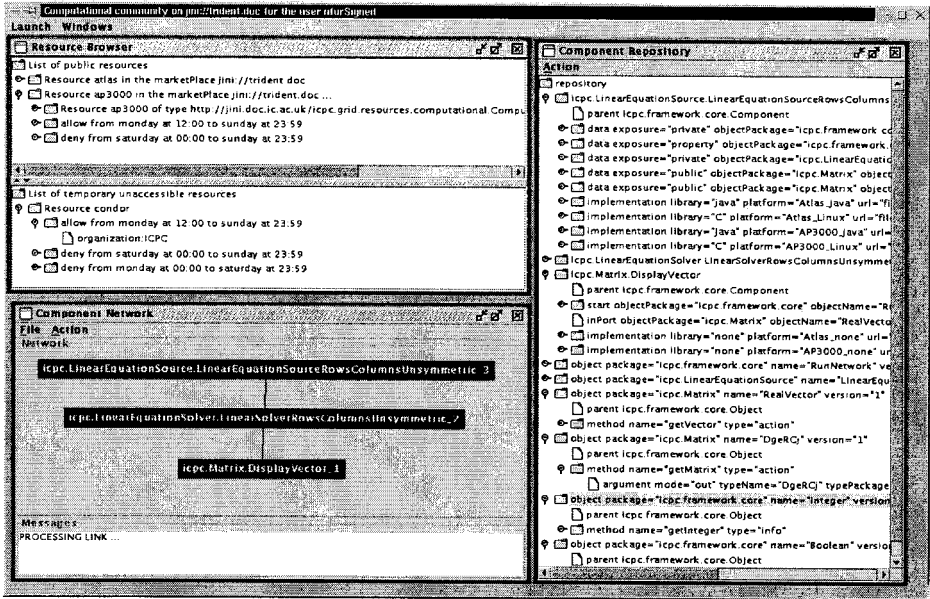 Computational community on jini://trident.doc for the user nfurSigned
Launch Windows
Resource Browser
List of public resources
Resource atlas in the marketPlace jini://trident.doc
Resource ap3000 in the marketPlace jini://trident.doc ...
Resource ap3000 of type http://jini.doc.ic.ac.uk/icpc.grid.resources.computational.Compu
allow from monday at 12:00 to sunday at 23:59
deny from saturday at 00:00 to sunday at 23:59
List of temporary unaccessible resources
Resource condor
allow from monday at 12:00 to sunday at 23:59
organization:ICPC
deny from saturday at 00:00 to sunday at 23:59
deny from monday at 00:00 to saturday at 23:59
Component Network
File Action
Network
icpc.LinearEquationSource.LinearEquationSourceRowsColumnsUnsymmetric_3
icpc.LinearEquationSolver.LinearSolverRowsColumnsUnsymmetric_2
icpc.Matrix.DisplayVector_1
Messages
PROCESSING LINK ...
Component Repository
Action
repository
icpc.LinearEquationSource.LinearEquationSourceRowsColumns
parent icpc.framework.core.Component
data exposure="private" objectPackage="icpc.framework.co
data exposure="property" objectPackage="icpc.framework.
data exposure="private" objectPackage="icpc.LinearEquatic
data exposure="public" objectPackage="icpc.Matrix" object
data exposure="public" objectPackage="icpc.Matrix" object
implementation library="java" platform="Atlas_java" url="fi
implementation library="C" platform="Atlas_Linux" url="fil
implementation library="java" platform="AP3000_java" url=
implementation library="C" platform="AP3000_Linux" url="
icpc.LinearEquationSolver.LinearSolverRowsColumnsUnsymme
icpc.Matrix.DisplayVector
parent icpc.framework.core.Component
start objectPackage="icpc.framework.core" objectName="R
inPort objectPackage="icpc.Matrix" objectName="RealVecto
implementation library="none" platform="Atlas_none" url=
implementation library="none" platform="AP3000_none" ur
object package="icpc.framework.core" name="RunNetwork" ve
object package="icpc.LinearEquationSource" name="LinearEqu
object package="icpc.Matrix" name="RealVector" version="1"
parent icpc.framework.core.Object
method name="getVector" type="action"
object package="icpc.Matrix" name="DgeRCj" version="1"
parent icpc.framework.core.Object
method name="getMatrix" type="action"
argument mode="out" typeName="DgeRCj" typePackage
object package="icpc.framework.core" name="Integer" version
parent icpc.framework.core.Object
method name="getInteger" type="info"
object package="icpc.framework.core" name="Boolean" versio
parent icpc.framework.core.Object